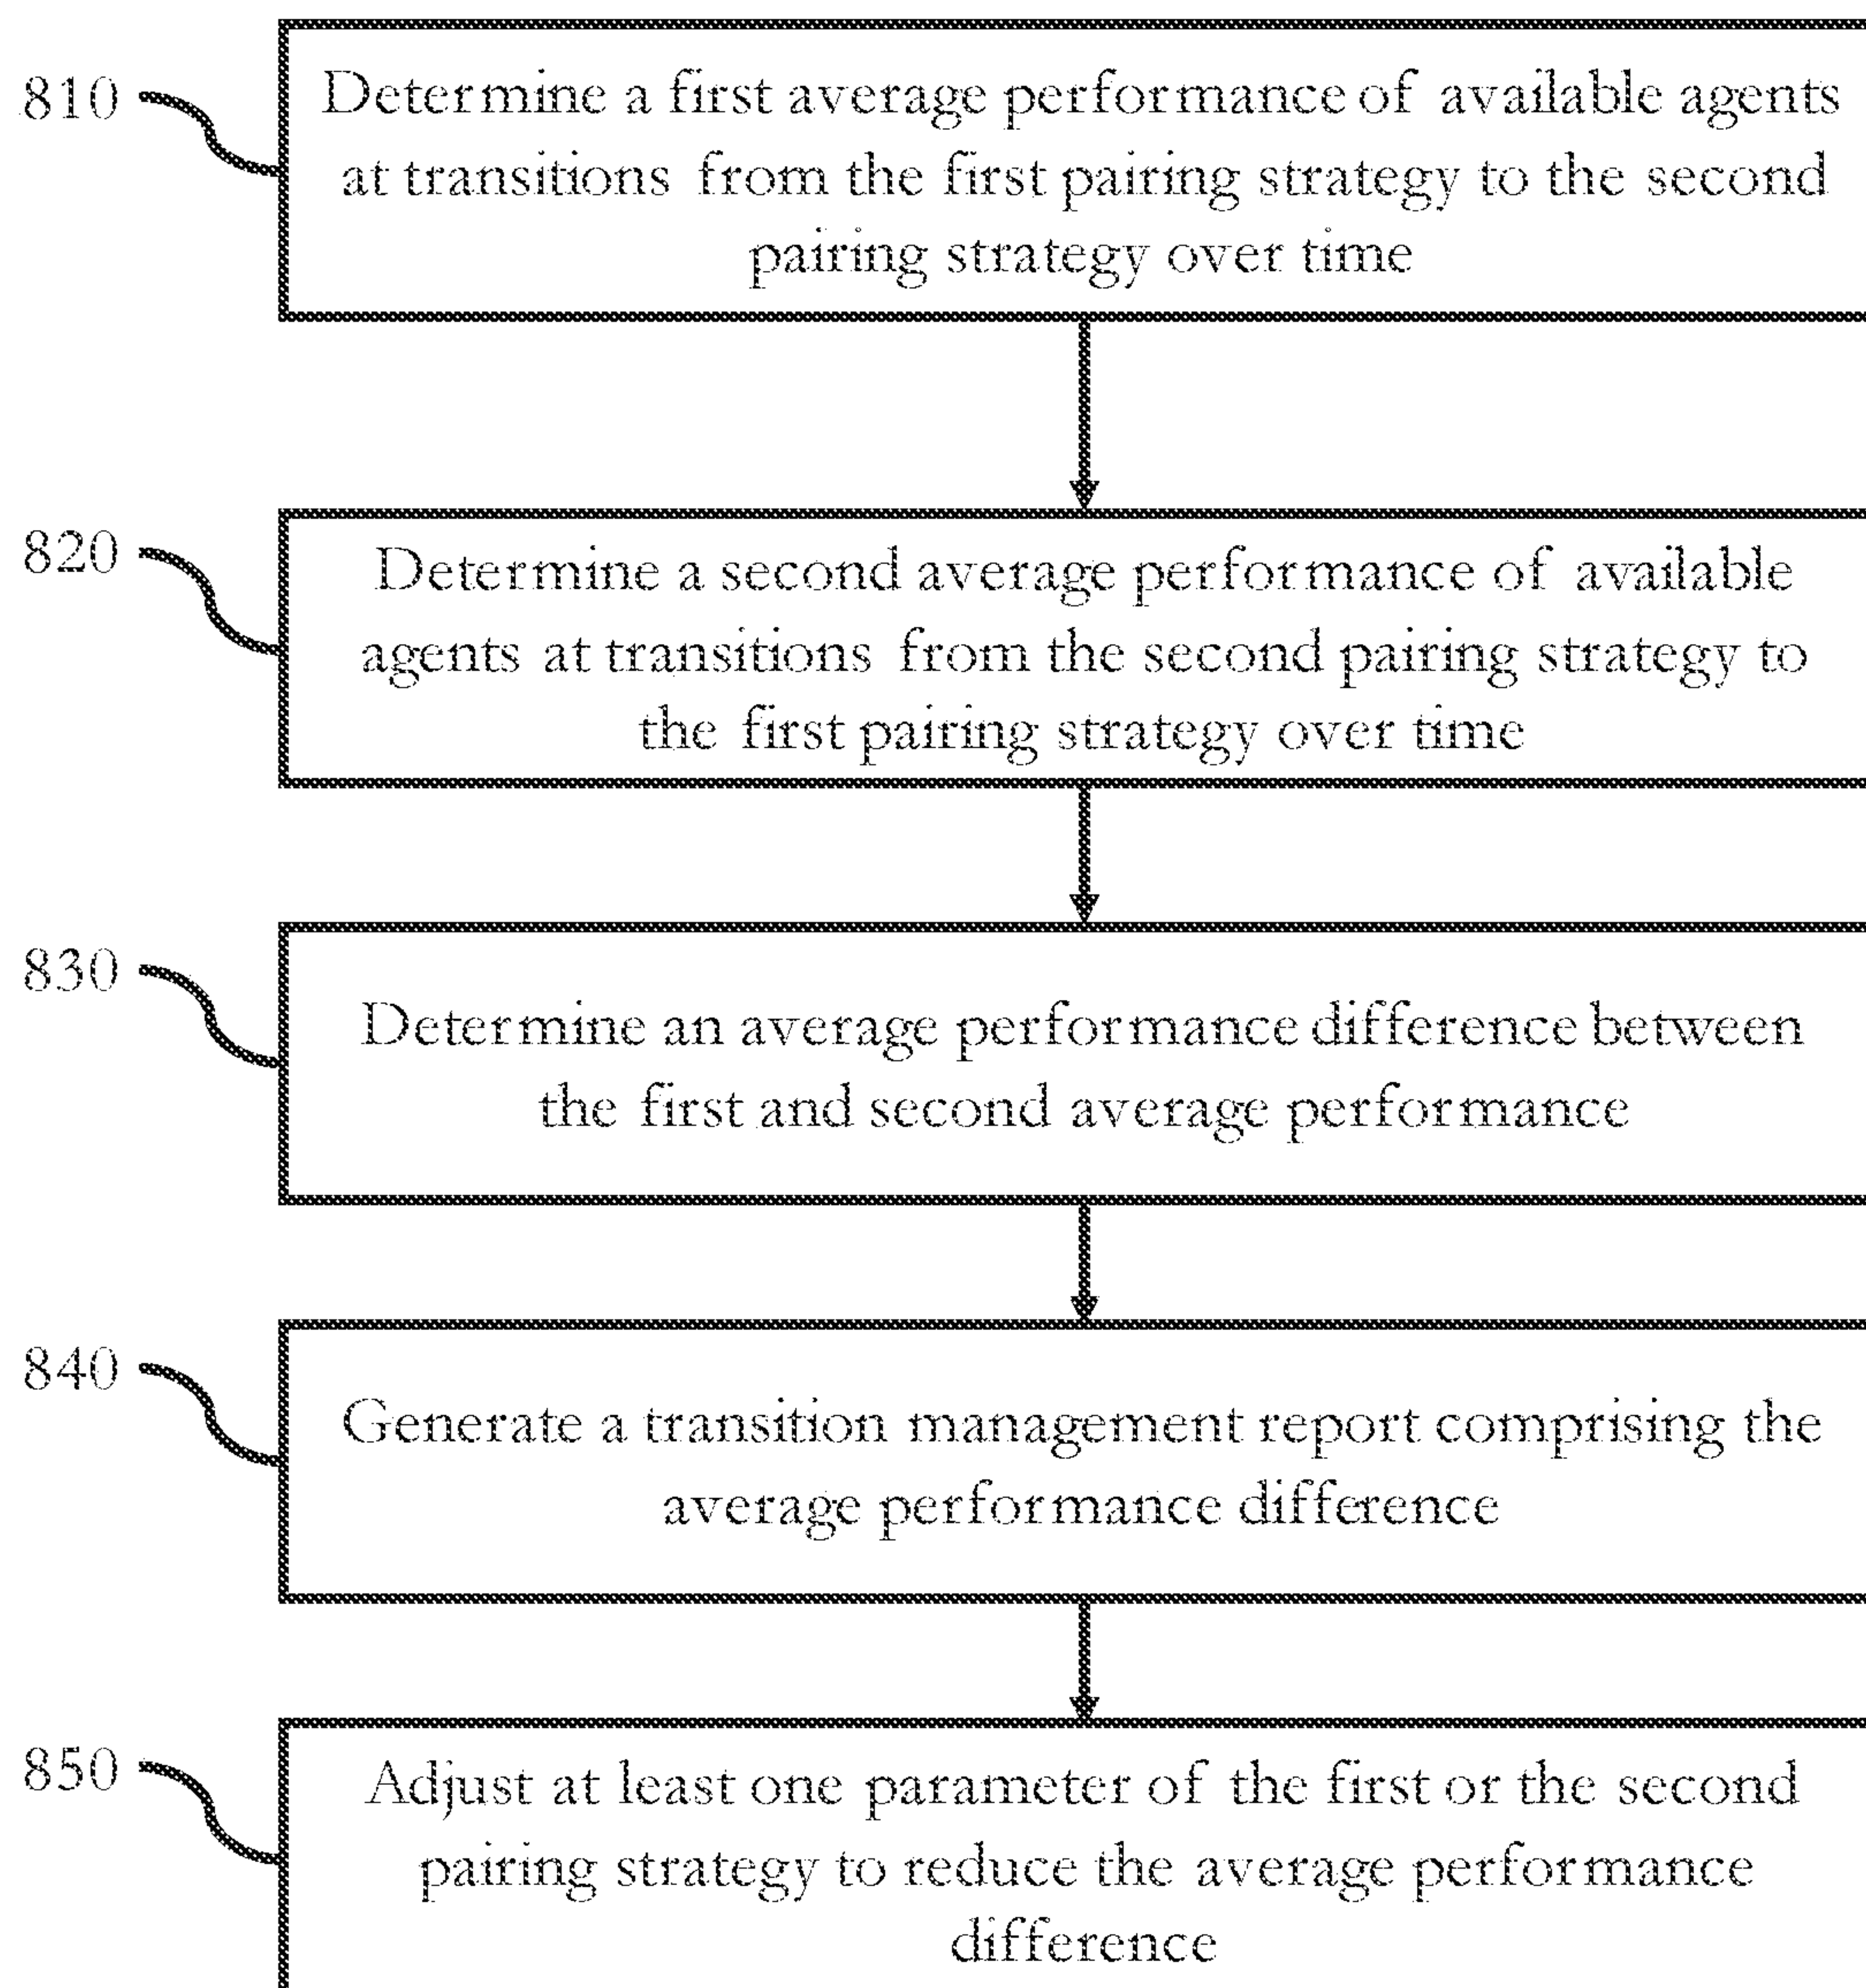 810
Determine a first average performance of available agents
at transitions from the first pairing strategy to the second
pairing strategy over time
820
Determine a second average performance of available
agents at transitions from the second pairing strategy to
the first pairing strategy over time
830
Determine an average performance difference between
the first and second average performance
840
Generate a transition management report comprising the
average performance difference
850
Adjust at least one parameter of the first or the second
pairing strategy to reduce the average performance
difference